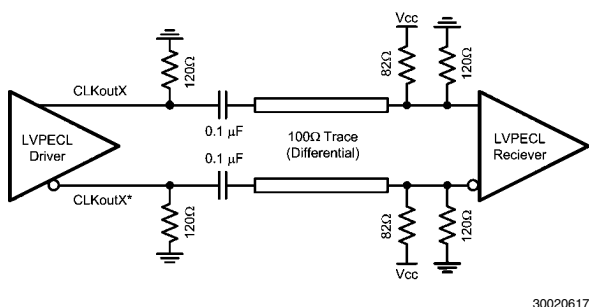 Vcc
120Ω
82Ω
120Ω
CLKoutX
LVPECL
Driver
0.1 µF
100Ω Trace
(Differential)
0.1 µF
LVPECL
Reciever
CLKoutX*
120Ω
82Ω
120Ω
Vcc
30020617